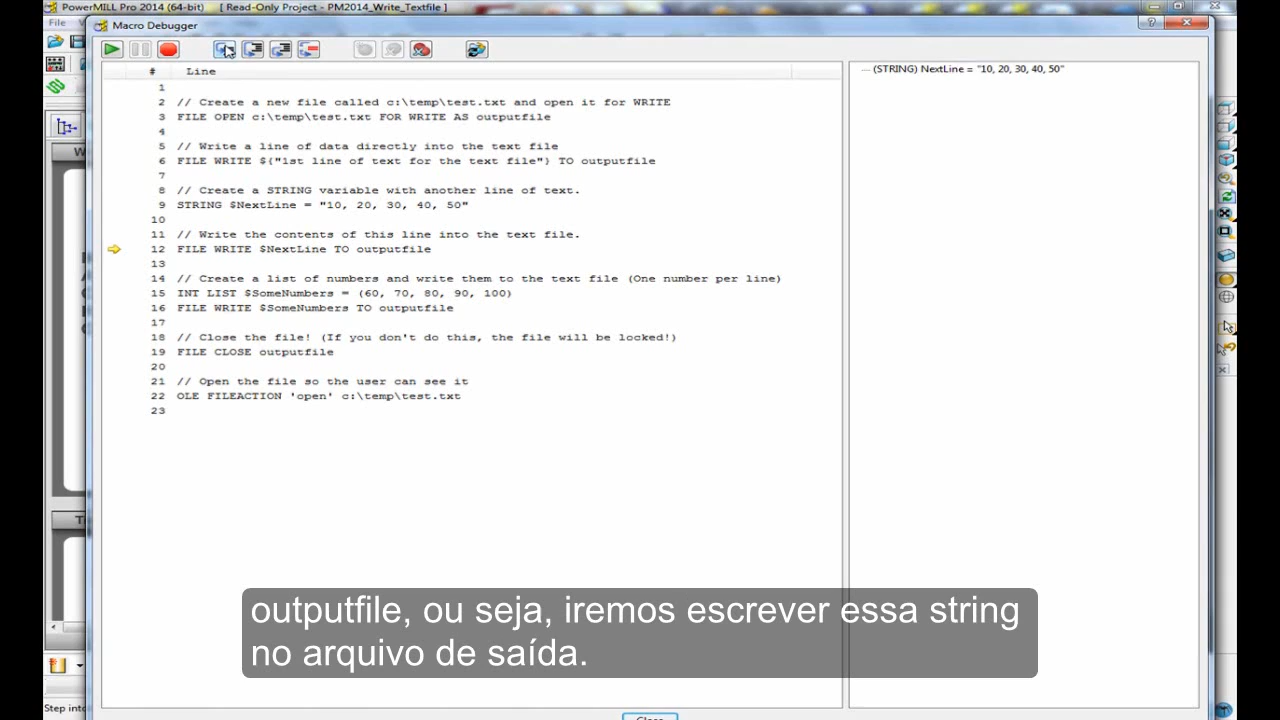 PowerMILL Pro 2014 (64-bit) [ Read-Only Project - PM2014_Write_Textfile ]
File
Macro Debugger
# Line
(STRING) NextLine = "10, 20, 30, 40, 50"
1
2 // Create a new file called c:\temp\test.txt and open it for WRITE
3 FILE OPEN c:\temp\test.txt FOR WRITE AS outputfile
4
5 // Write a line of data directly into the text file
6 FILE WRITE ${"1st line of text for the text file"} TO outputfile
7
8 // Create a STRING variable with another line of text.
9 STRING $NextLine = "10, 20, 30, 40, 50"
10
11 // Write the contents of this line into the text file.
12 FILE WRITE $NextLine TO outputfile
13
14 // Create a list of numbers and write them to the text file (One number per line)
15 INT LIST $SomeNumbers = (60, 70, 80, 90, 100)
16 FILE WRITE $SomeNumbers TO outputfile
17
18 // Close the file! (If you don't do this, the file will be locked!)
19 FILE CLOSE outputfile
20
21 // Open the file so the user can see it
22 OLE FILEACTION 'open' c:\temp\test.txt
23
outputfile, ou seja, iremos escrever essa string
no arquivo de saída.
Step into